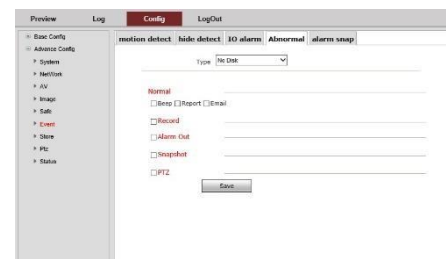 Preview Log Config LogOut
Base Config
Advance Config
System
NetWork
AV
Image
Safe
Event
Store
Ptz
Status
motion detect hide detect IO alarm Abnormal alarm snap
Type No Disk
Normal
Beep Report Email
Record
Alarm Out
Snapshot
PTZ
Save